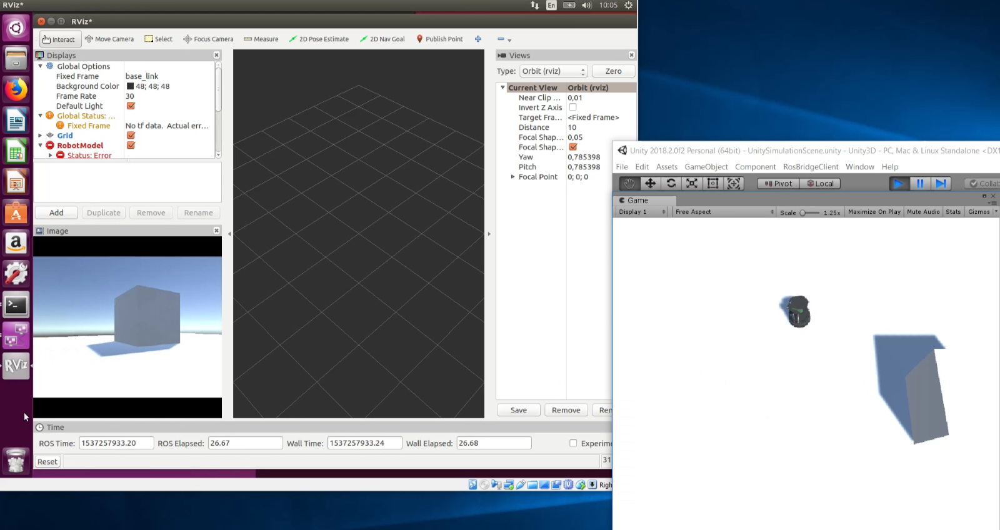 RViz*
En
10:05
RViz*
Interact
Move Camera
Select
Focus Camera
Measure
2D Pose Estimate
2D Nav Goal
Publish Point
Displays
Global Options
Fixed Frame base_link
Background Color 48; 48; 48
Frame Rate 30
Default Light
Global Status: ...
Fixed Frame No tf data. Actual err...
Grid
RobotModel
Status: Error
Add
Duplicate
Remove
Rename
Image
RViz
Views
Type: Orbit (rviz) Zero
Current View Orbit (rviz)
Near Clip ... 0,01
Invert Z Axis
Target Fra... <Fixed Frame>
Distance 10
Focal Shap... 0,05
Focal Shap...
Yaw 0,785398
Pitch 0,785398
Focal Point 0; 0; 0
Save
Remove
Ren
Time
ROS Time: 1537257933.20 ROS Elapsed: 26.67 Wall Time: 1537257933.24 Wall Elapsed: 26.68 Experime
Reset
31
Righ
Unity 2018.2.0f2 Personal (64bit) - UnitySimulationScene.unity - Unity3D - PC, Mac & Linux Standalone <DX1
File Edit Assets GameObject Component RosBridgeClient Window Help
Pivot Local Collab
Game
Display 1 Free Aspect Scale 1.25x Maximize On Play Mute Audio Stats Gizmos